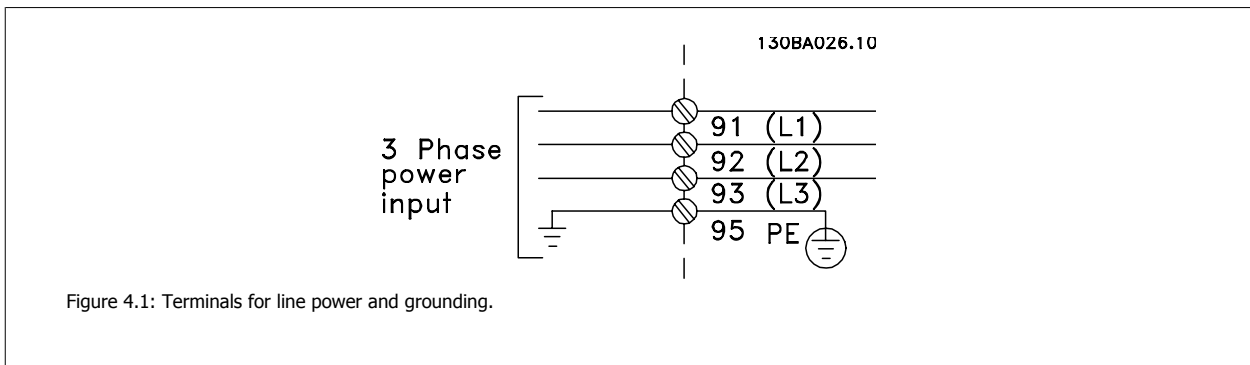 130BA026.10
3 Phase
power
input
91 (L1)
92 (L2)
93 (L3)
95 PE
Figure 4.1: Terminals for line power and grounding.